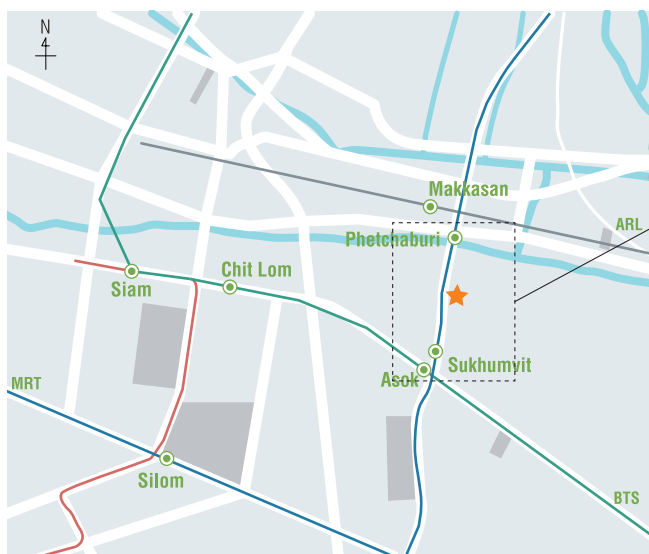 N
Makkasan
ARL
Phetchaburi
Chit Lom
Siam
Sukhumvit
Asok
MRT
Silom
BTS